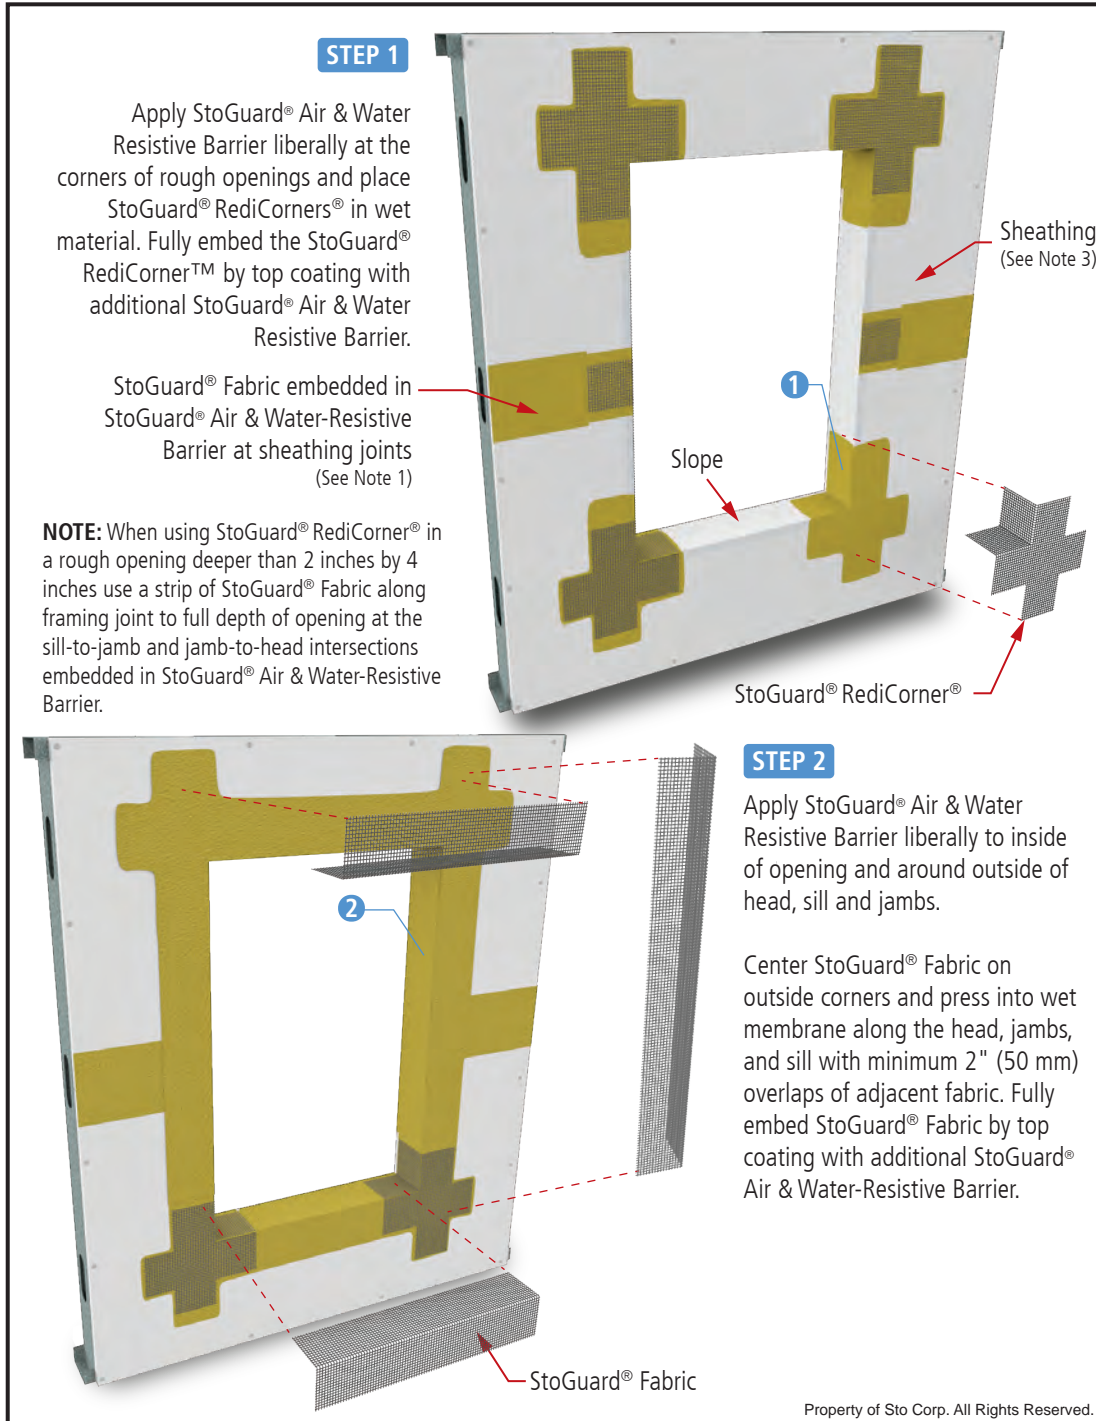 STEP 1
Apply StoGuard® Air & Water
Resistive Barrier liberally at the
corners of rough openings and place
StoGuard® RediCorners® in wet
material. Fully embed the StoGuard®
RediCorner™ by top coating with
additional StoGuard® Air & Water
Resistive Barrier.
StoGuard® Fabric embedded in
StoGuard® Air & Water-Resistive
Barrier at sheathing joints
(See Note 1)
NOTE: When using StoGuard® RediCorner® in
a rough opening deeper than 2 inches by 4
inches use a strip of StoGuard® Fabric along
framing joint to full depth of opening at the
sill-to-jamb and jamb-to-head intersections
embedded in StoGuard® Air & Water-Resistive
Barrier.
Sheathing
(See Note 3)
1
Slope
StoGuard® RediCorner®
STEP 2
Apply StoGuard® Air & Water
Resistive Barrier liberally to inside
of opening and around outside of
head, sill and jambs.
Center StoGuard® Fabric on
outside corners and press into wet
membrane along the head, jambs,
and sill with minimum 2" (50 mm)
overlaps of adjacent fabric. Fully
embed StoGuard® Fabric by top
coating with additional StoGuard®
Air & Water-Resistive Barrier.
2
StoGuard® Fabric
Property of Sto Corp. All Rights Reserved.